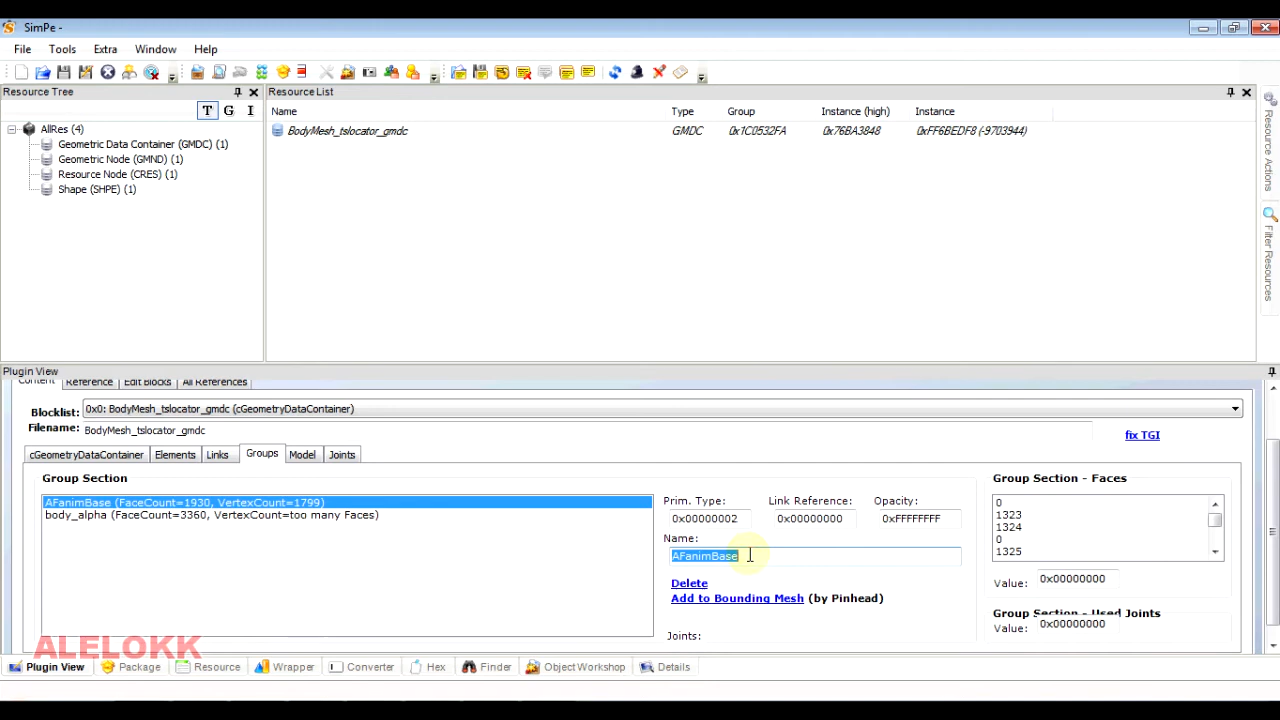 SimPe -
File Tools Extra Window Help
Resource Tree
Resource List
T G I
Name Type Group Instance (high) Instance
AllRes (4)
BodyMesh_tslocator_gmdc GMDC 0x1C0532FA 0x76BA3848 0xFF6BEDF8 (-9703944)
Geometric Data Container (GMDC) (1)
Geometric Node (GMND) (1)
Resource Node (CRES) (1)
Shape (SHPE) (1)
Resource Actions
Filter Resources
Plugin View
Content Reference Edit Blocks All References
Blocklist: 0x0: BodyMesh_tslocator_gmdc (cGeometryDataContainer)
Filename: BodyMesh_tslocator_gmdc
fix TGI
cGeometryDataContainer Elements Links Groups Model Joints
Group Section
AFanimBase (FaceCount=1930, VertexCount=1799)
body_alpha (FaceCount=3360, VertexCount=too many Faces)
Prim. Type: Link Reference: Opacity:
0x00000002 0x00000000 0xFFFFFFFF
Name:
AFanimBase
Delete
Add to Bounding Mesh (by Pinhead)
Joints:
Group Section - Faces
0
1323
1324
0
1325
Value: 0x00000000
Group Section - Used Joints
Value: 0x00000000
ALELOKK
Plugin View Package Resource Wrapper Converter Hex Finder Object Workshop Details